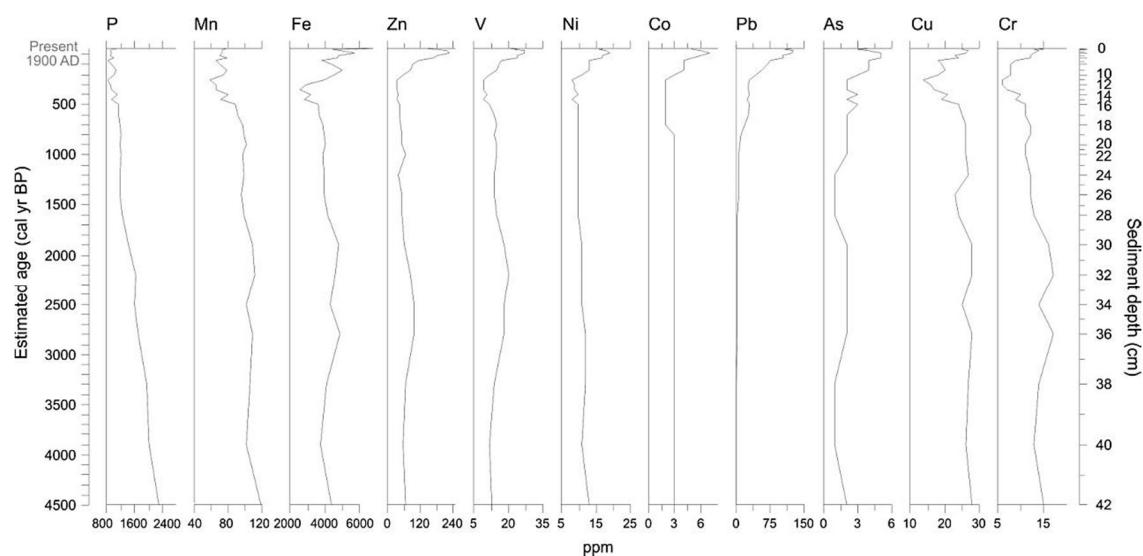 P Mn Fe Zn V Ni Co Pb As Cu Cr
Present 0
1900 AD
10
12
14
500 16
18
20
1000 22
24
26
1500 28
2000 30
32
2500 34
36
3000
38
3500
4000 40
4500 42
Estimated age (cal yr BP)
Sediment depth (cm)
800 1600 2400 40 80 120 2000 4000 6000 0 120 240 5 20 35 5 15 25 0 3 6 0 75 150 0 3 6 10 30 5 15
ppm